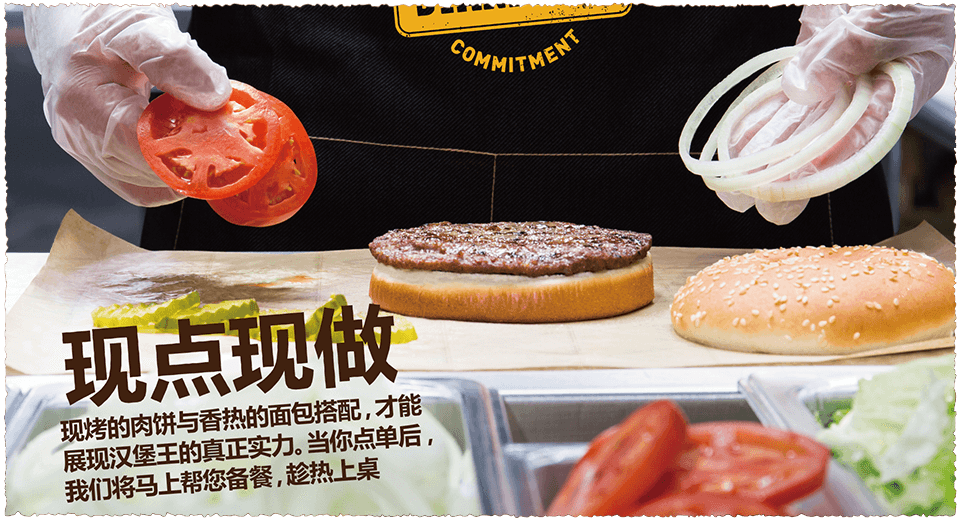 COMMITMENT
现点现做
现烤的肉饼与香热的面包搭配，才能
展现汉堡王的真正实力。当你点单后，
我们将马上帮您备餐，趁热上桌